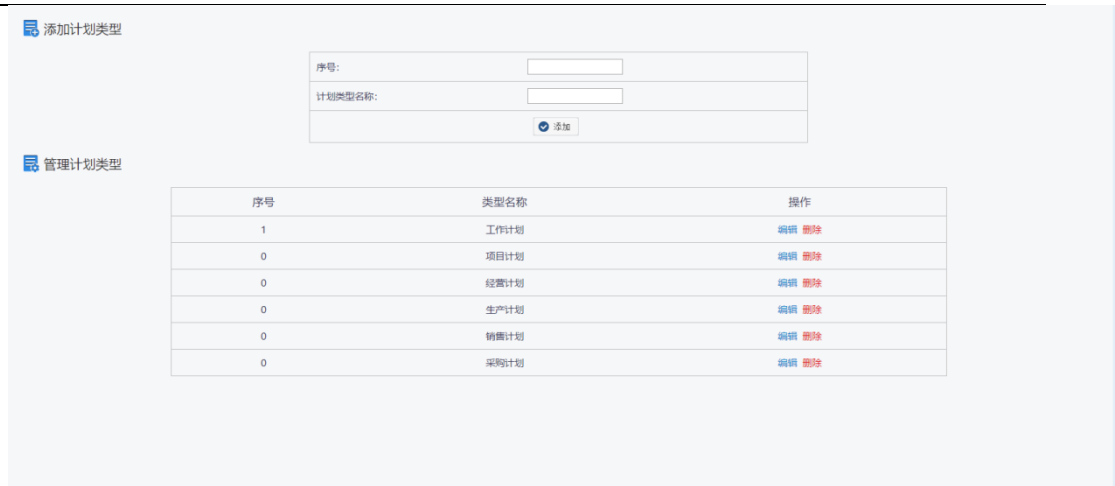 添加计划类型
序号:
计划类型名称:
添加
管理计划类型
序号 类型名称 操作
1 工作计划 编辑 删除
0 项目计划 编辑 删除
0 经营计划 编辑 删除
0 生产计划 编辑 删除
0 销售计划 编辑 删除
0 采购计划 编辑 删除